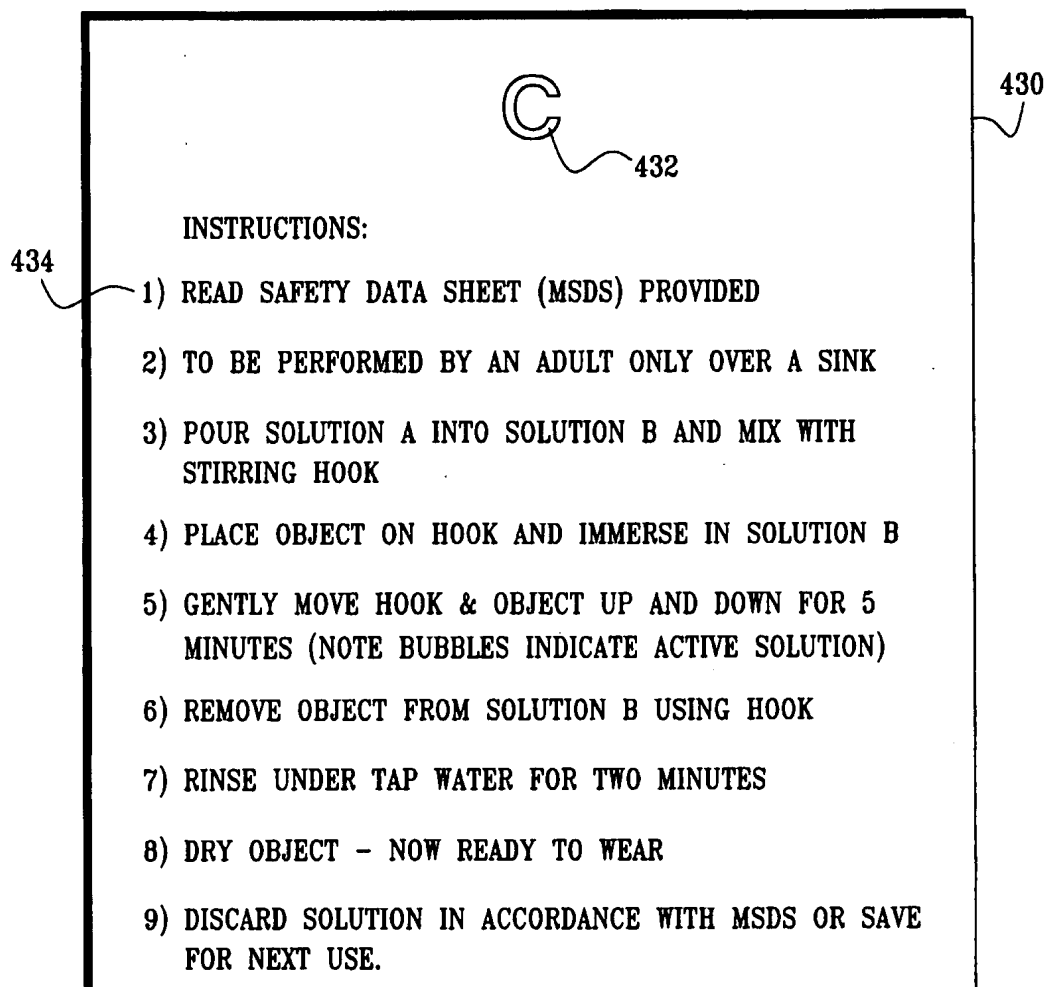 C
430
432
INSTRUCTIONS:
434
1) READ SAFETY DATA SHEET (MSDS) PROVIDED
2) TO BE PERFORMED BY AN ADULT ONLY OVER A SINK
3) POUR SOLUTION A INTO SOLUTION B AND MIX WITH
STIRRING HOOK
4) PLACE OBJECT ON HOOK AND IMMERSE IN SOLUTION B
5) GENTLY MOVE HOOK & OBJECT UP AND DOWN FOR 5
MINUTES (NOTE BUBBLES INDICATE ACTIVE SOLUTION)
6) REMOVE OBJECT FROM SOLUTION B USING HOOK
7) RINSE UNDER TAP WATER FOR TWO MINUTES
8) DRY OBJECT - NOW READY TO WEAR
9) DISCARD SOLUTION IN ACCORDANCE WITH MSDS OR SAVE
FOR NEXT USE.